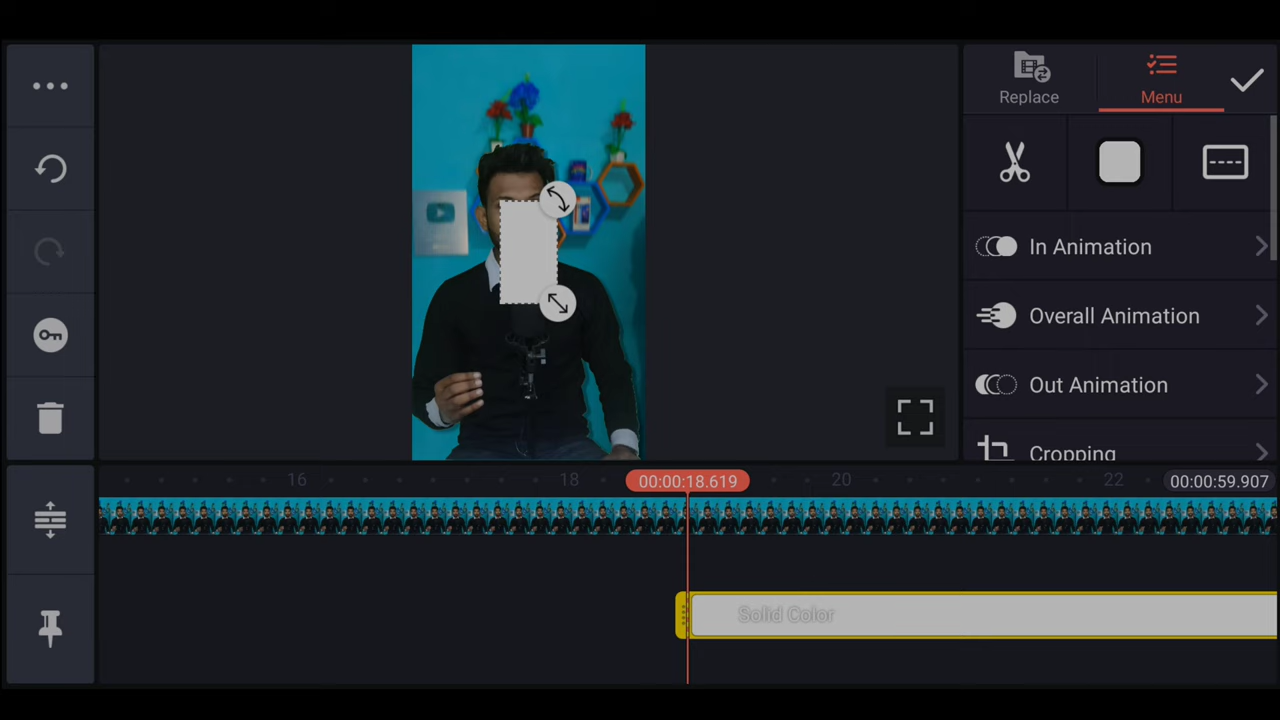 Replace
Menu
In Animation
Overall Animation
Out Animation
Cropping
16
18
00:00:18.619
20
22
00:00:59.907
Solid Color